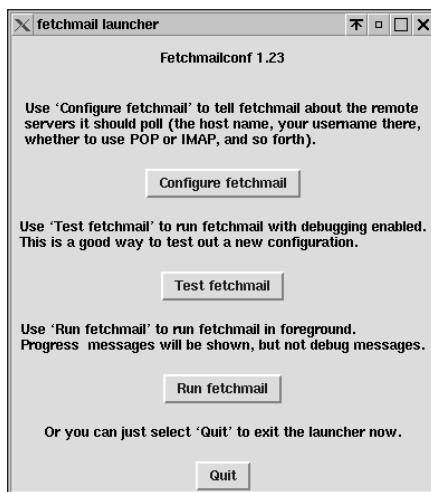 fetchmail launcher
Fetchmailconf 1.23
Use ‘Configure fetchmail’ to tell fetchmail about the remote
servers it should poll (the host name, your username there,
whether to use POP or IMAP, and so forth).
Configure fetchmail
Use ‘Test fetchmail’ to run fetchmail with debugging enabled.
This is a good way to test out a new configuration.
Test fetchmail
Use ‘Run fetchmail’ to run fetchmail in foreground.
Progress  messages will be shown, but not debug messages.
Run fetchmail
Or you can just select ‘Quit’ to exit the launcher now.
Quit